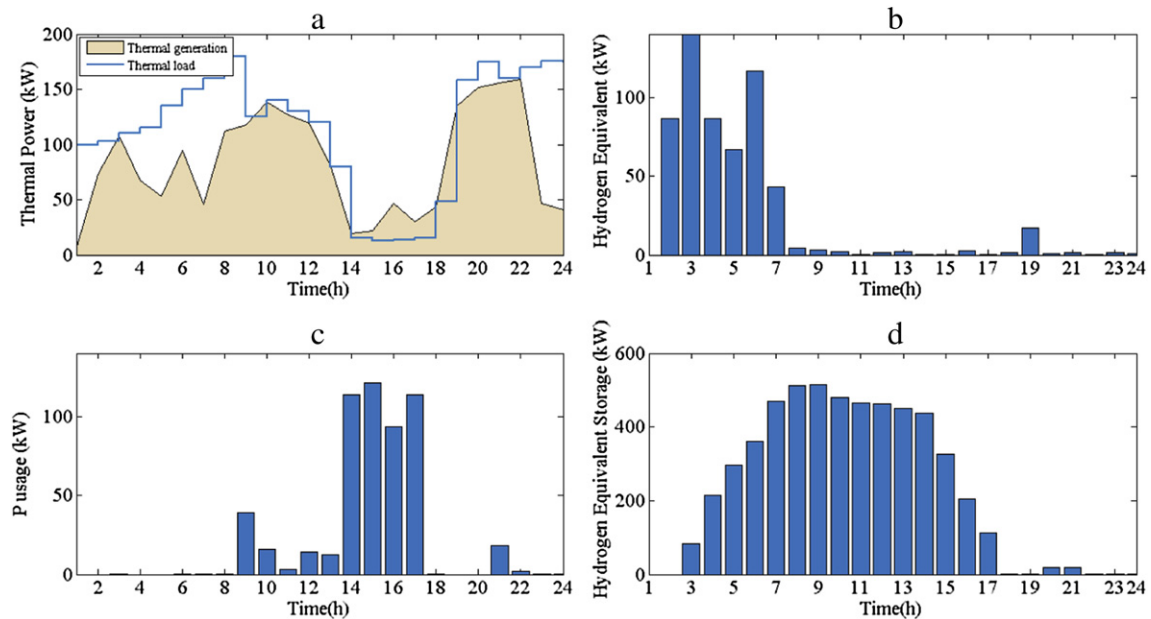 a
200
150
100
50
0
Thermal Power (kW)
Thermal generation
Thermal load
2 4 6 8 10 12 14 16 18 20 22 24
Time(h)
b
100
50
0
Hydrogen Equivalent (kW)
1 3 5 7 9 11 13 15 17 19 21 23 24
Time(h)
c
100
50
0
P usage (kW)
2 4 6 8 10 12 14 16 18 20 22 24
Time(h)
d
600
400
200
0
Hydrogen Equivalent Storage (kW)
1 3 5 7 9 11 13 15 17 19 21 23 24
Time(h)